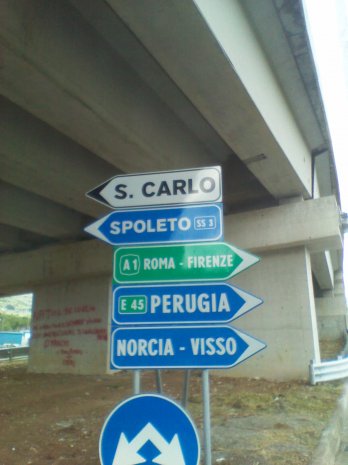 S. CARLO
SPOLETO SS 3
A1 ROMA - FIRENZE
E 45 PERUGIA
NORCIA - VISSO